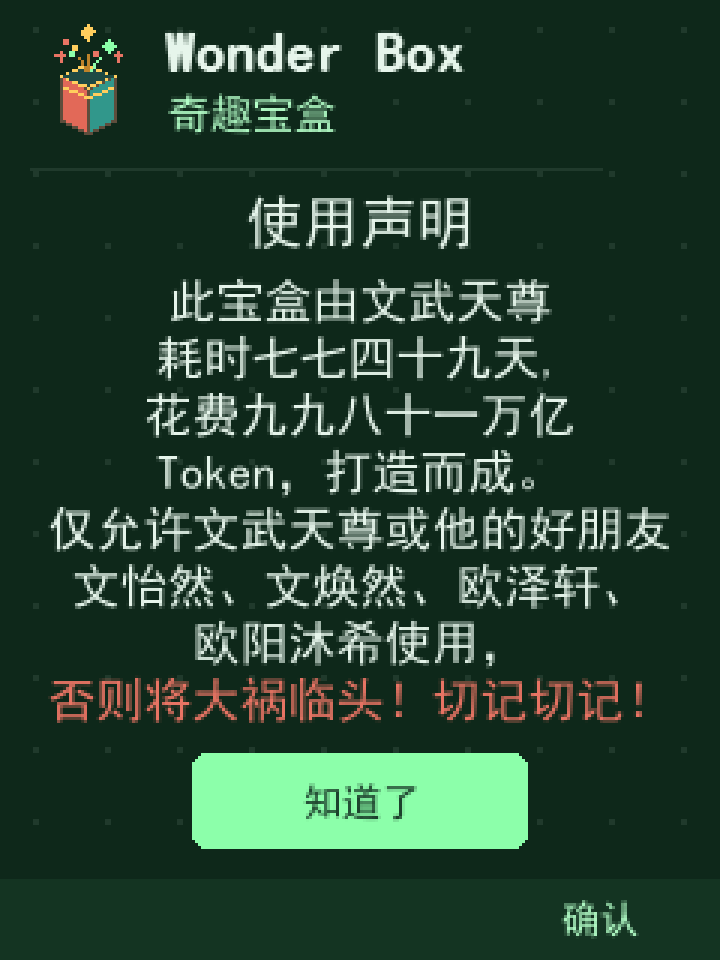 Wonder Box
奇趣宝盒
使用声明
此宝盒由文武天尊
耗时七七四十九天,
花费九九八十一万亿
Token，打造而成。
仅允许文武天尊或他的好朋友
文怡然、文焕然、欧泽轩、
欧阳沐希使用，
否则将大祸临头！切记切记！
知道了
确认